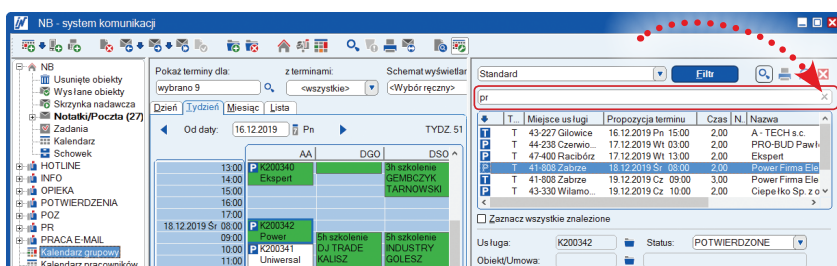 NB - system komunikacji
NB
Usunięte obiekty
Wysłane obiekty
Skrzynka nadawcza
Notatki/Poczta (27)
Zadania
Kalendarz
Schowek
HOTLINE
INFO
OPIEKA
POTWIERDZENIA
POZ
PR
PRACA E-MAIL
Kalendarz grupowy
Kalendarz pracowników
Pokaż terminy dla: z terminami: Schemat wyświetlan
wybrano 9 <wszystkie> <Wybór ręczny>
Dzień Tydzień Miesiąc Lista
Od daty: 16.12.2019 Pn TYDZ. 51
AA DGO DSO
13:00 P K200340 3h szkolenie
14:00 Ekspert GEMBCZYK
15:00 TARNOWSKI
16:00
17:00
18.12.2019 Śr 08:00 P K200342
09:00 Power 5h szkolenie 5h szkolenie
10:00 P K200341 DJ TRADE INDUSTRY
11:00 Uniwersal KALISZ GOLESZ
Standard Filtr
pr
T... Miejsce usługi Propozycja terminu Czas N.. Nazwa
T T 43-227 Gilowice 16.12.2019 Pn 15:00 2,00 A - TECH s.c.
P T 44-238 Czerwio... 17.12.2019 Wt 03:00 2,00 PRO-BUD Pawł
P T 47-400 Racibórz 17.12.2019 Wt 13:00 2,00 Ekspert
P T 41-808 Zabrze 18.12.2019 Śr 08:00 2,00 Power Firma Ele
T T 41-808 Zabrze 19.12.2019 Cz 09:00 3,00 Power Firma Ele
P T 43-330 Wilamo... 19.12.2019 Cz 10:00 2,00 Ciepełko Sp. z o
Zaznacz wszystkie znalezione
Usługa: K200342 Status: POTWIERDZONE
Obiekt/Umowa: